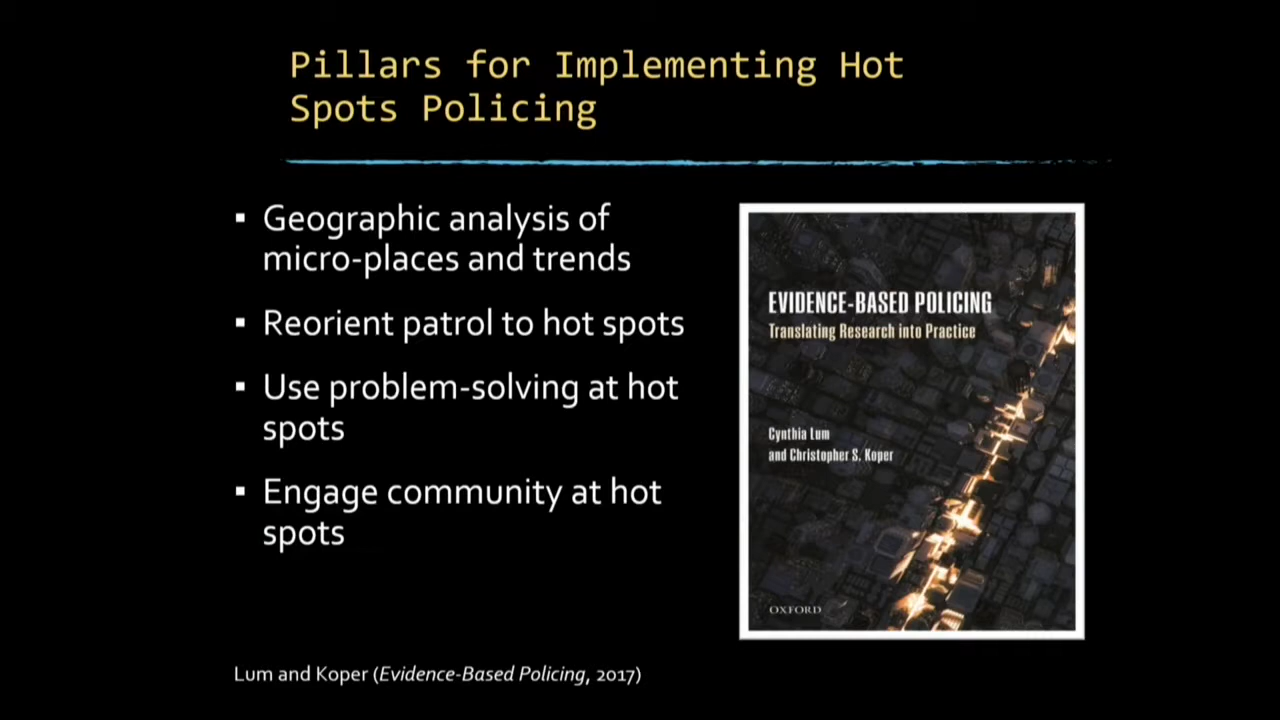 Pillars for Implementing Hot
Spots Policing
▪ Geographic analysis of
micro-places and trends
▪ Reorient patrol to hot spots
▪ Use problem-solving at hot
spots
▪ Engage community at hot
spots
EVIDENCE-BASED POLICING
Translating Research into Practice
Cynthia Lum
and Christopher S. Koper
OXFORD
Lum and Koper (Evidence-Based Policing, 2017)